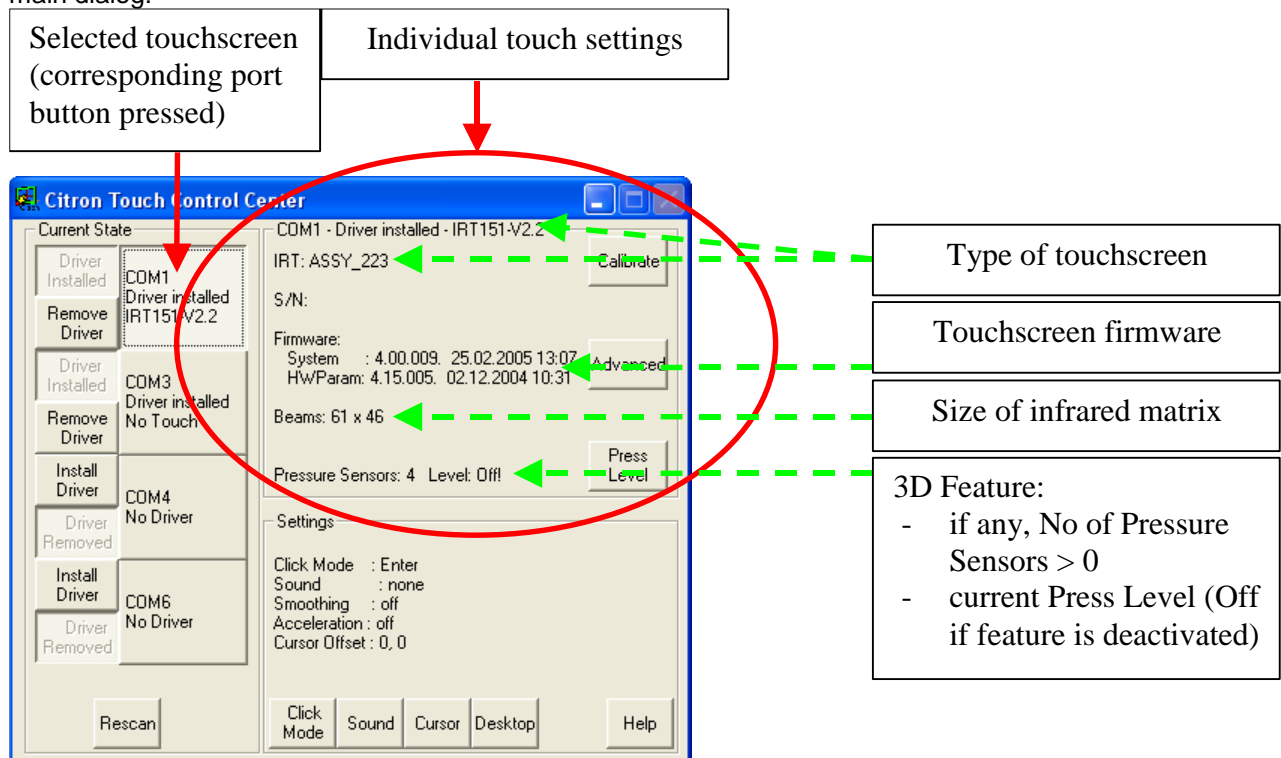 main dialog.
Selected touchscreen
(corresponding port
button pressed)
Individual touch settings
Citron Touch Control Center
Current State
Driver
Installed
Remove
Driver
COM1
Driver installed
IRT151-V2.2
Driver
Installed
Remove
Driver
COM3
Driver installed
No Touch
Install
Driver
Driver
Removed
COM4
No Driver
Install
Driver
Driver
Removed
COM6
No Driver
Rescan
COM1 - Driver installed - IRT151-V2.2
IRT: ASSY_223
Calibrate
S/N:
Firmware:
System : 4.00.009. 25.02.2005 13:07
HWParam: 4.15.005. 02.12.2004 10:31
Advanced
Beams: 61 x 46
Pressure Sensors: 4 Level: Off!
Press
Level
Settings
Click Mode : Enter
Sound : none
Smoothing : off
Acceleration : off
Cursor Offset : 0, 0
Click
Mode
Sound
Cursor
Desktop
Help
Type of touchscreen
Touchscreen firmware
Size of infrared matrix
3D Feature:
- if any, No of Pressure
Sensors > 0
- current Press Level (Off
if feature is deactivated)